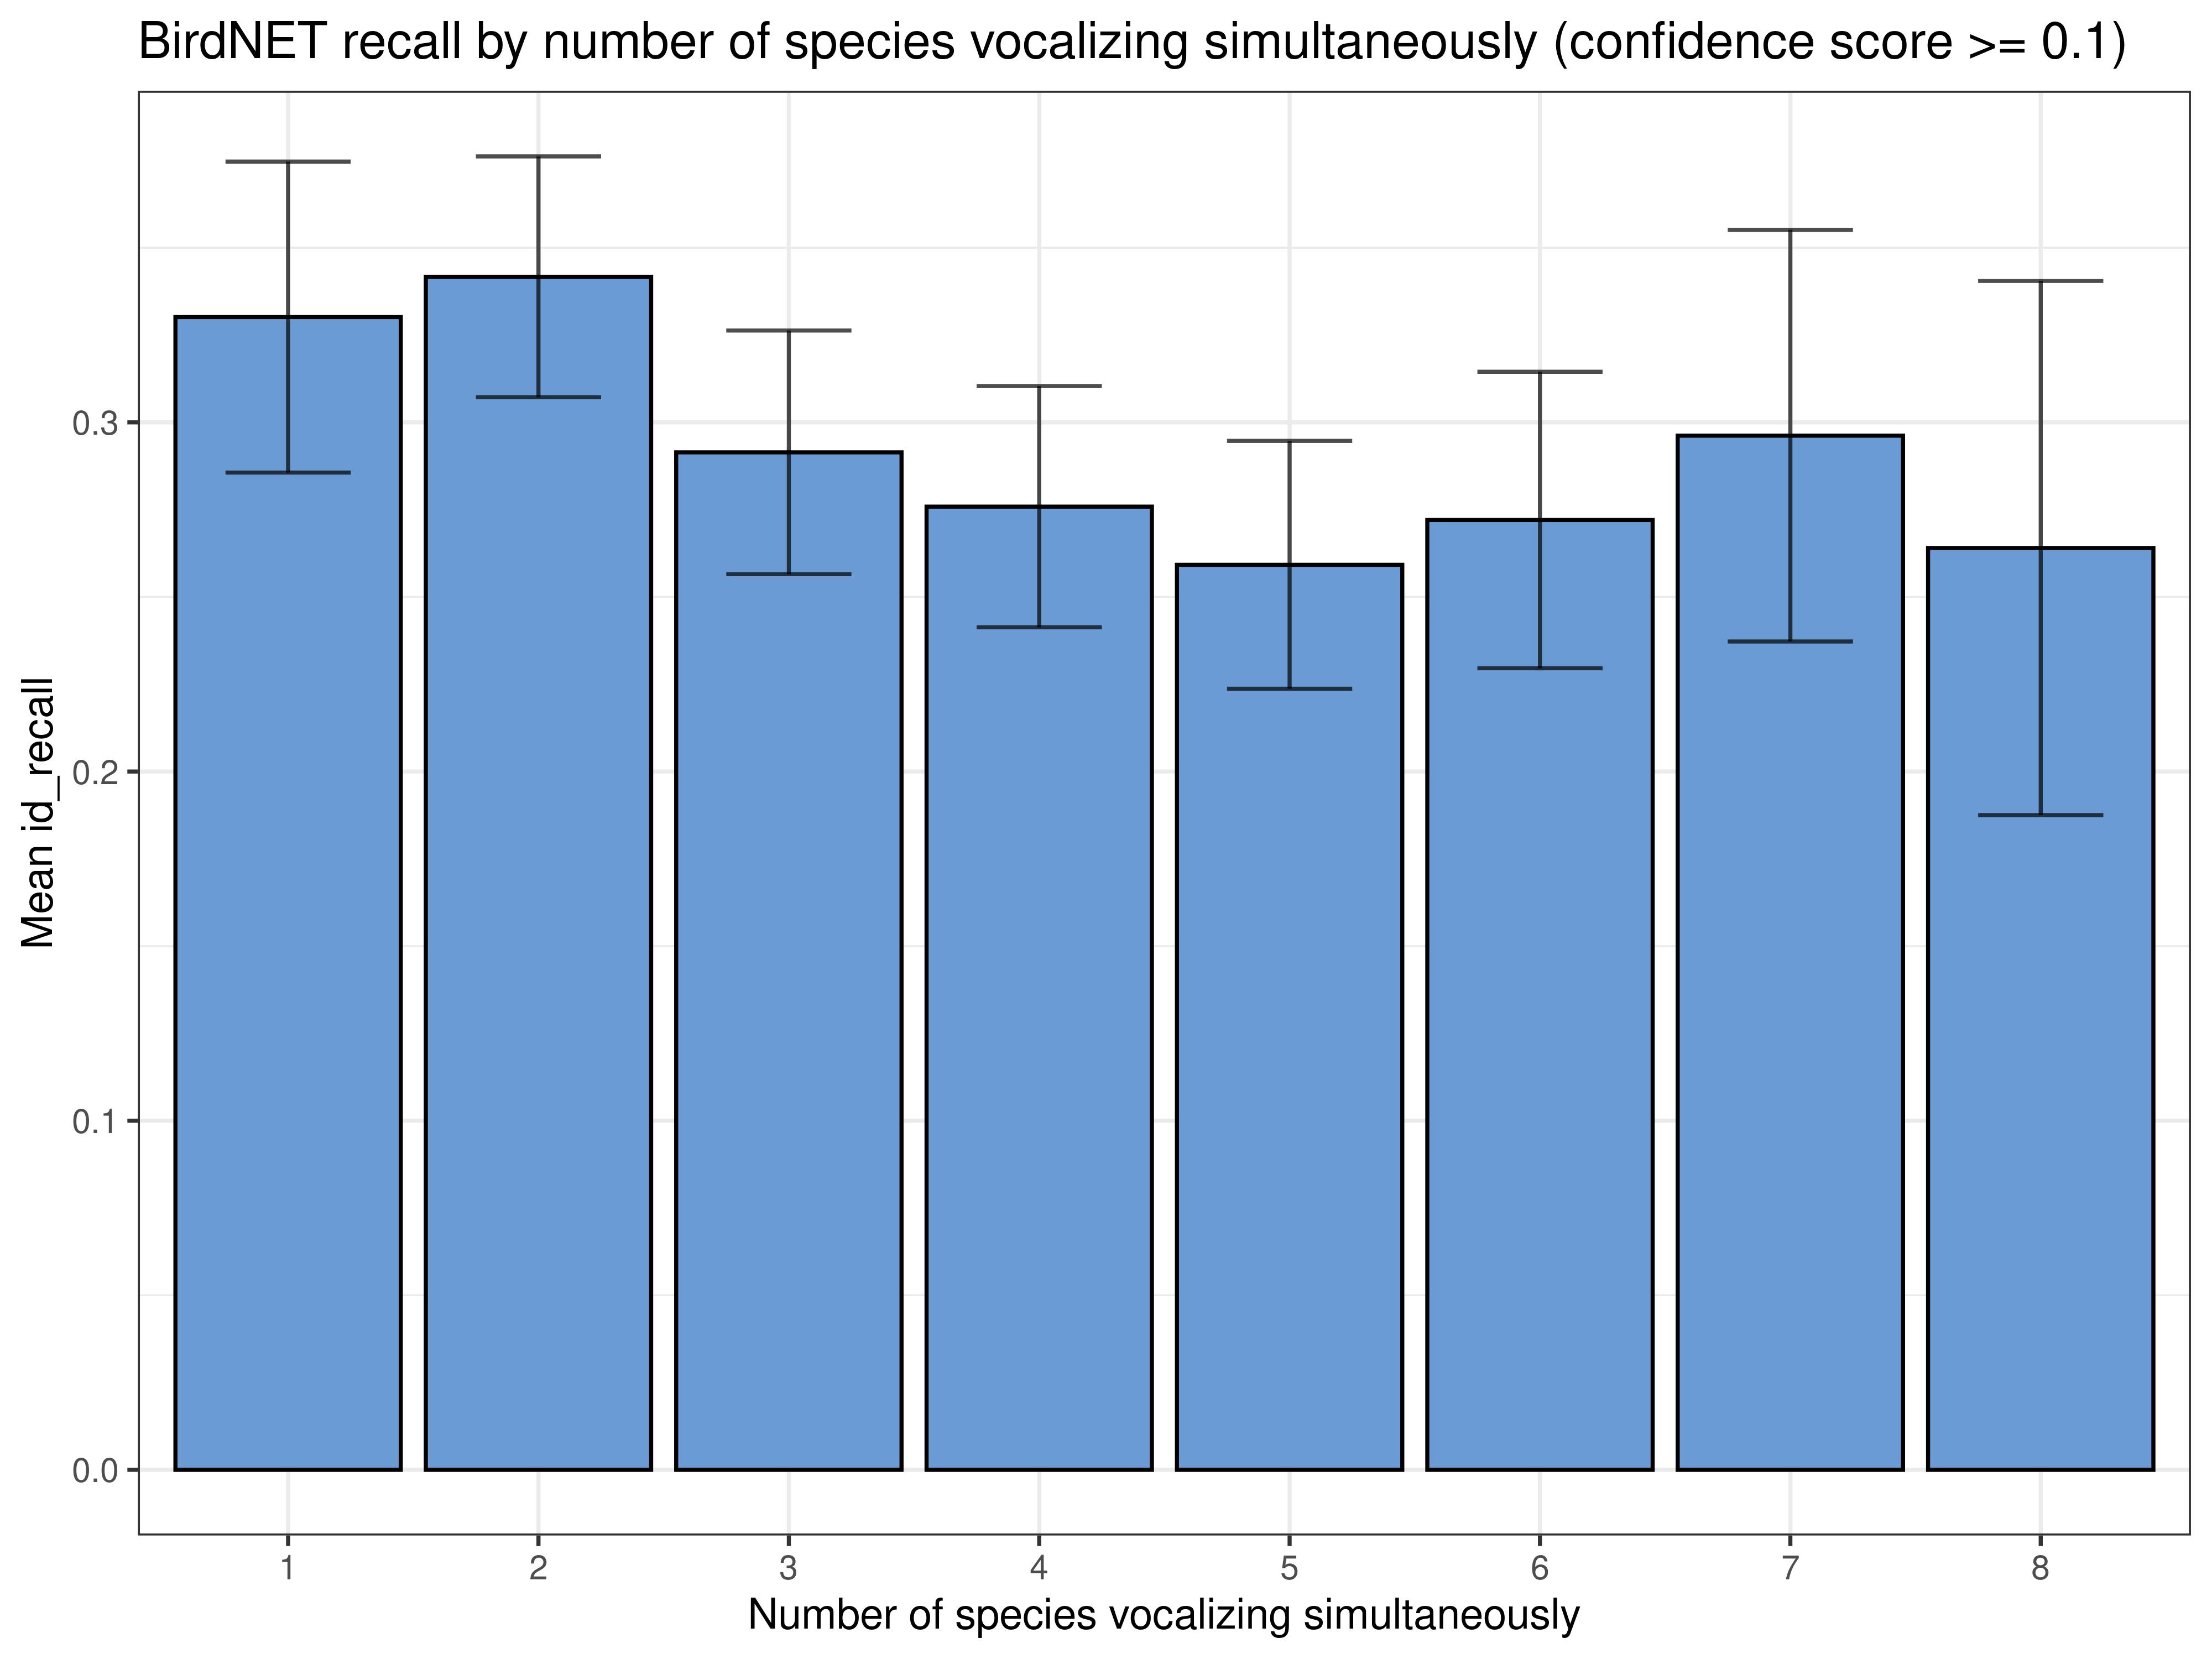 BirdNET recall by number of species vocalizing simultaneously (confidence score >= 0.1)
Mean id_recall
0.3
0.2
0.1
0.0
1 2 3 4 5 6 7 8
Number of species vocalizing simultaneously